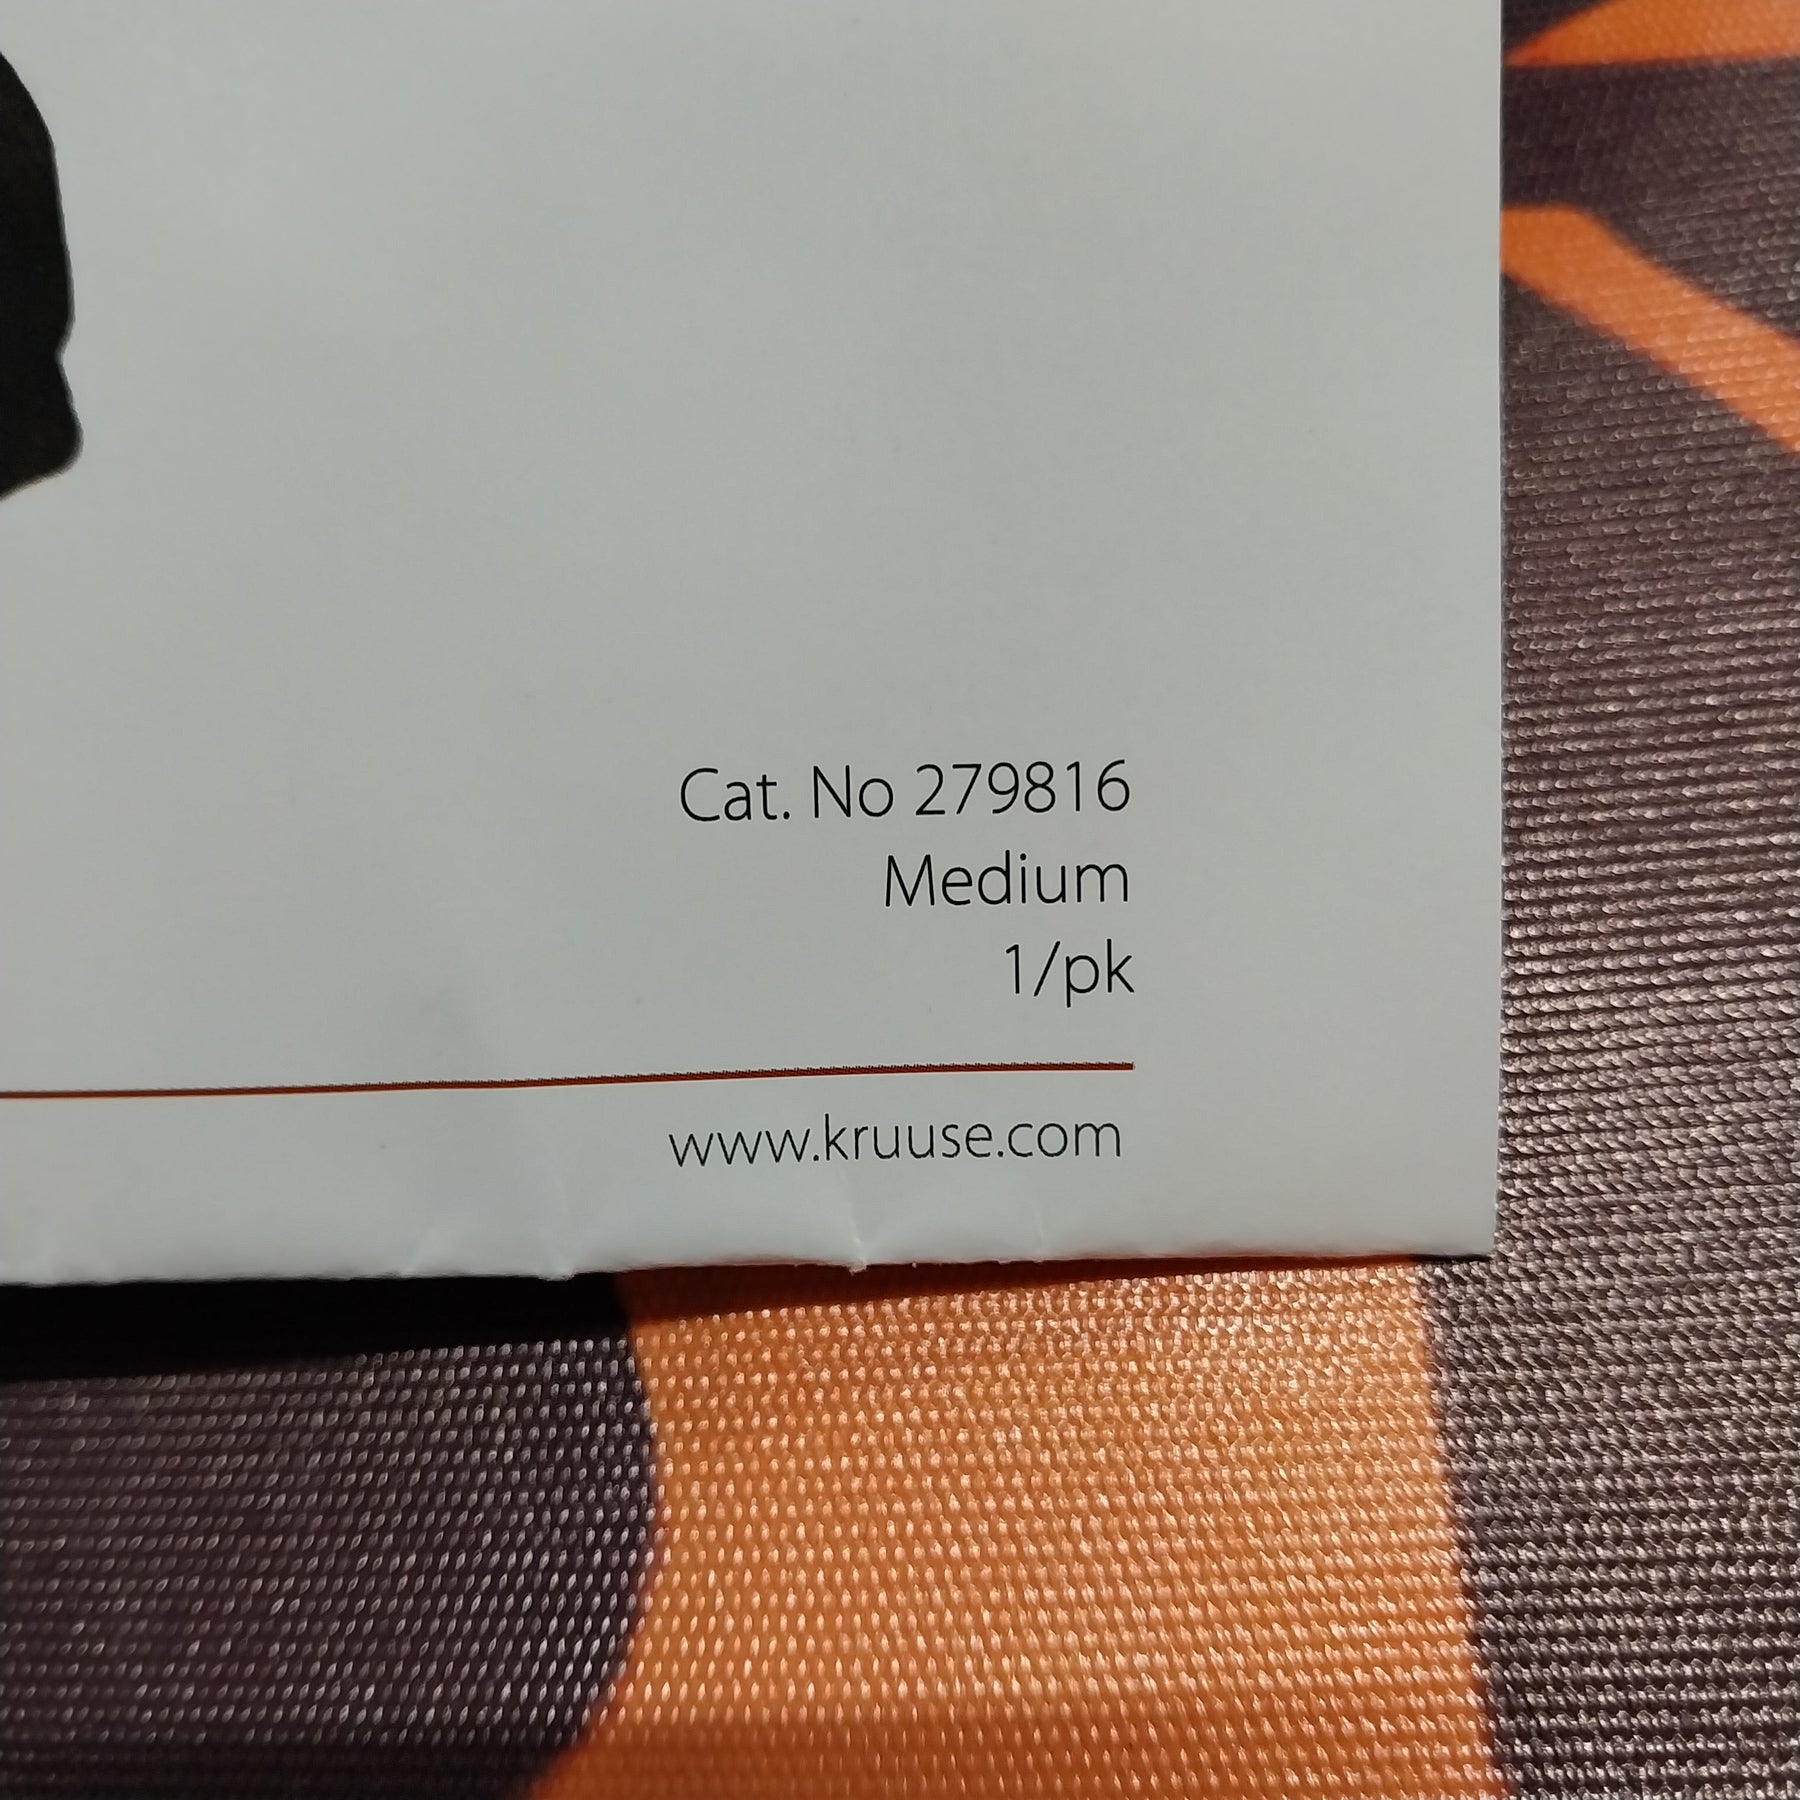 Cat. No 279816
Medium
1/pk
www.kruuse.com